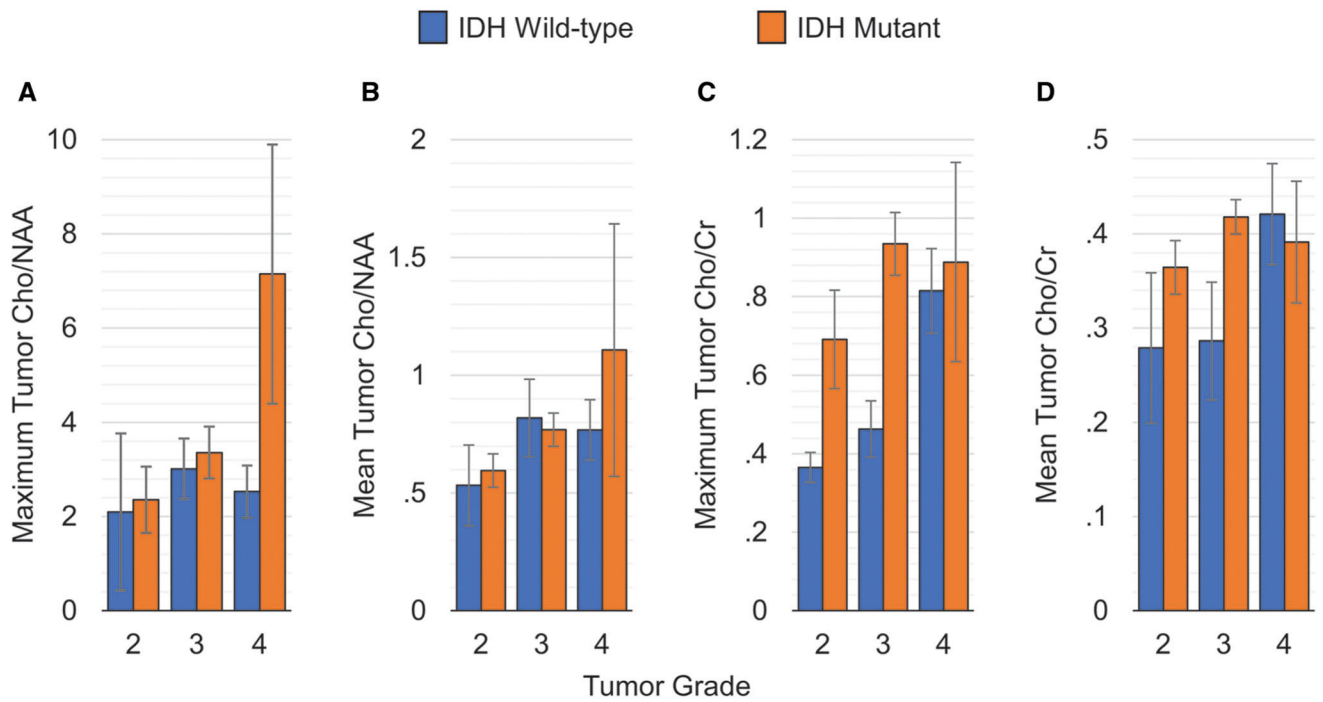 IDH Wild-type
IDH Mutant
A
Maximum Tumor Cho/NAA
10
8
6
4
2
0
2 3 4
B
Mean Tumor Cho/NAA
2
1.5
1
.5
0
2 3 4
C
Maximum Tumor Cho/Cr
1.2
1
.8
.6
.4
.2
0
2 3 4
D
Mean Tumor Cho/Cr
.5
.4
.3
.2
.1
0
2 3 4
Tumor Grade